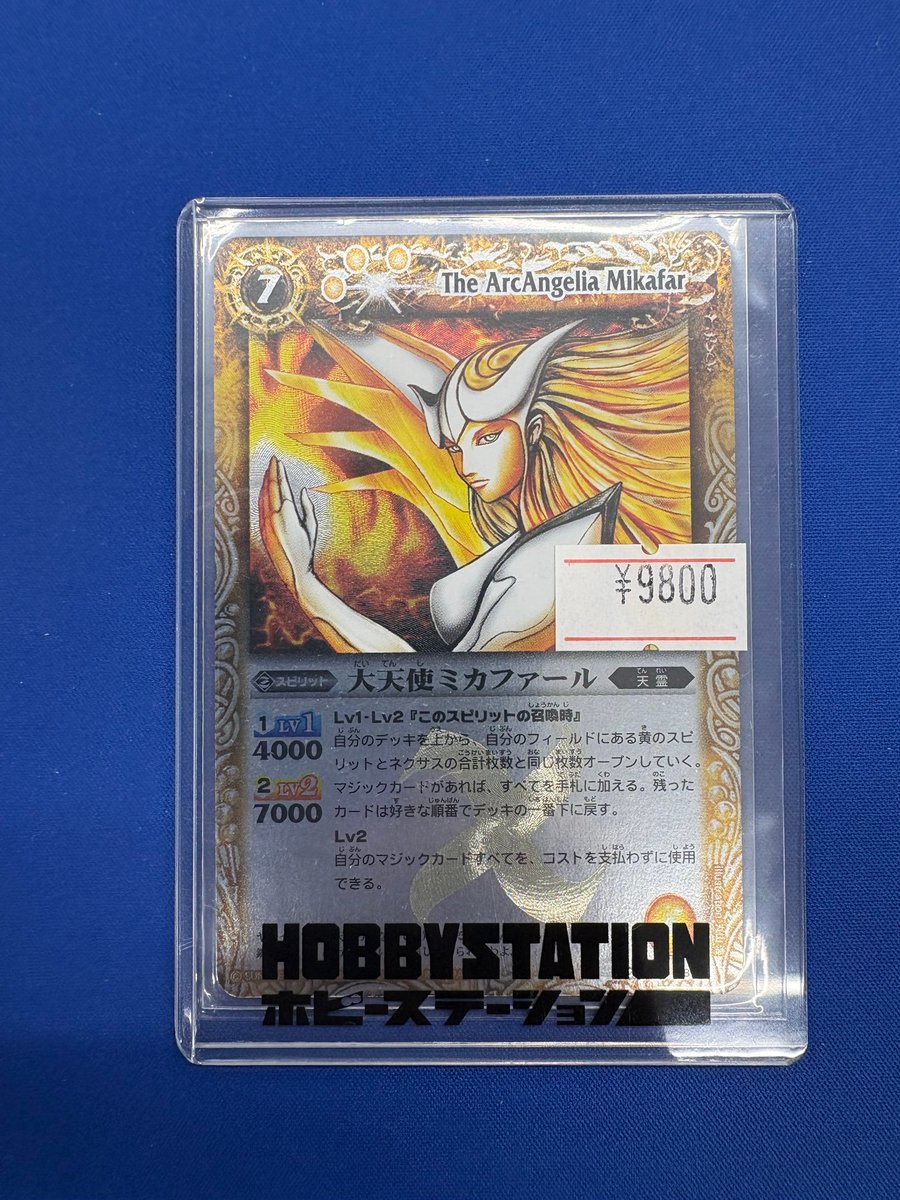 7
The ArcAngelia Mikafar
¥9800
スピリット
大天使ミカファール
だいてんし
天霊
てんれい
1 LV1
4000
2 LV2
7000
Lv1・Lv2『このスピリットの召喚時』
自分のデッキを上から、自分のフィールドにある黄のスピ
リットとネクサスの合計枚数と同じ枚数オープンしていく。
マジックカードがあれば、すべてを手札に加える。残った
カードは好きな順番でデッキの一番下に戻す。
Lv2
自分のマジックカードすべてを、コストを支払わずに使用
できる。
HOBBYSTATION
ホビーステーション